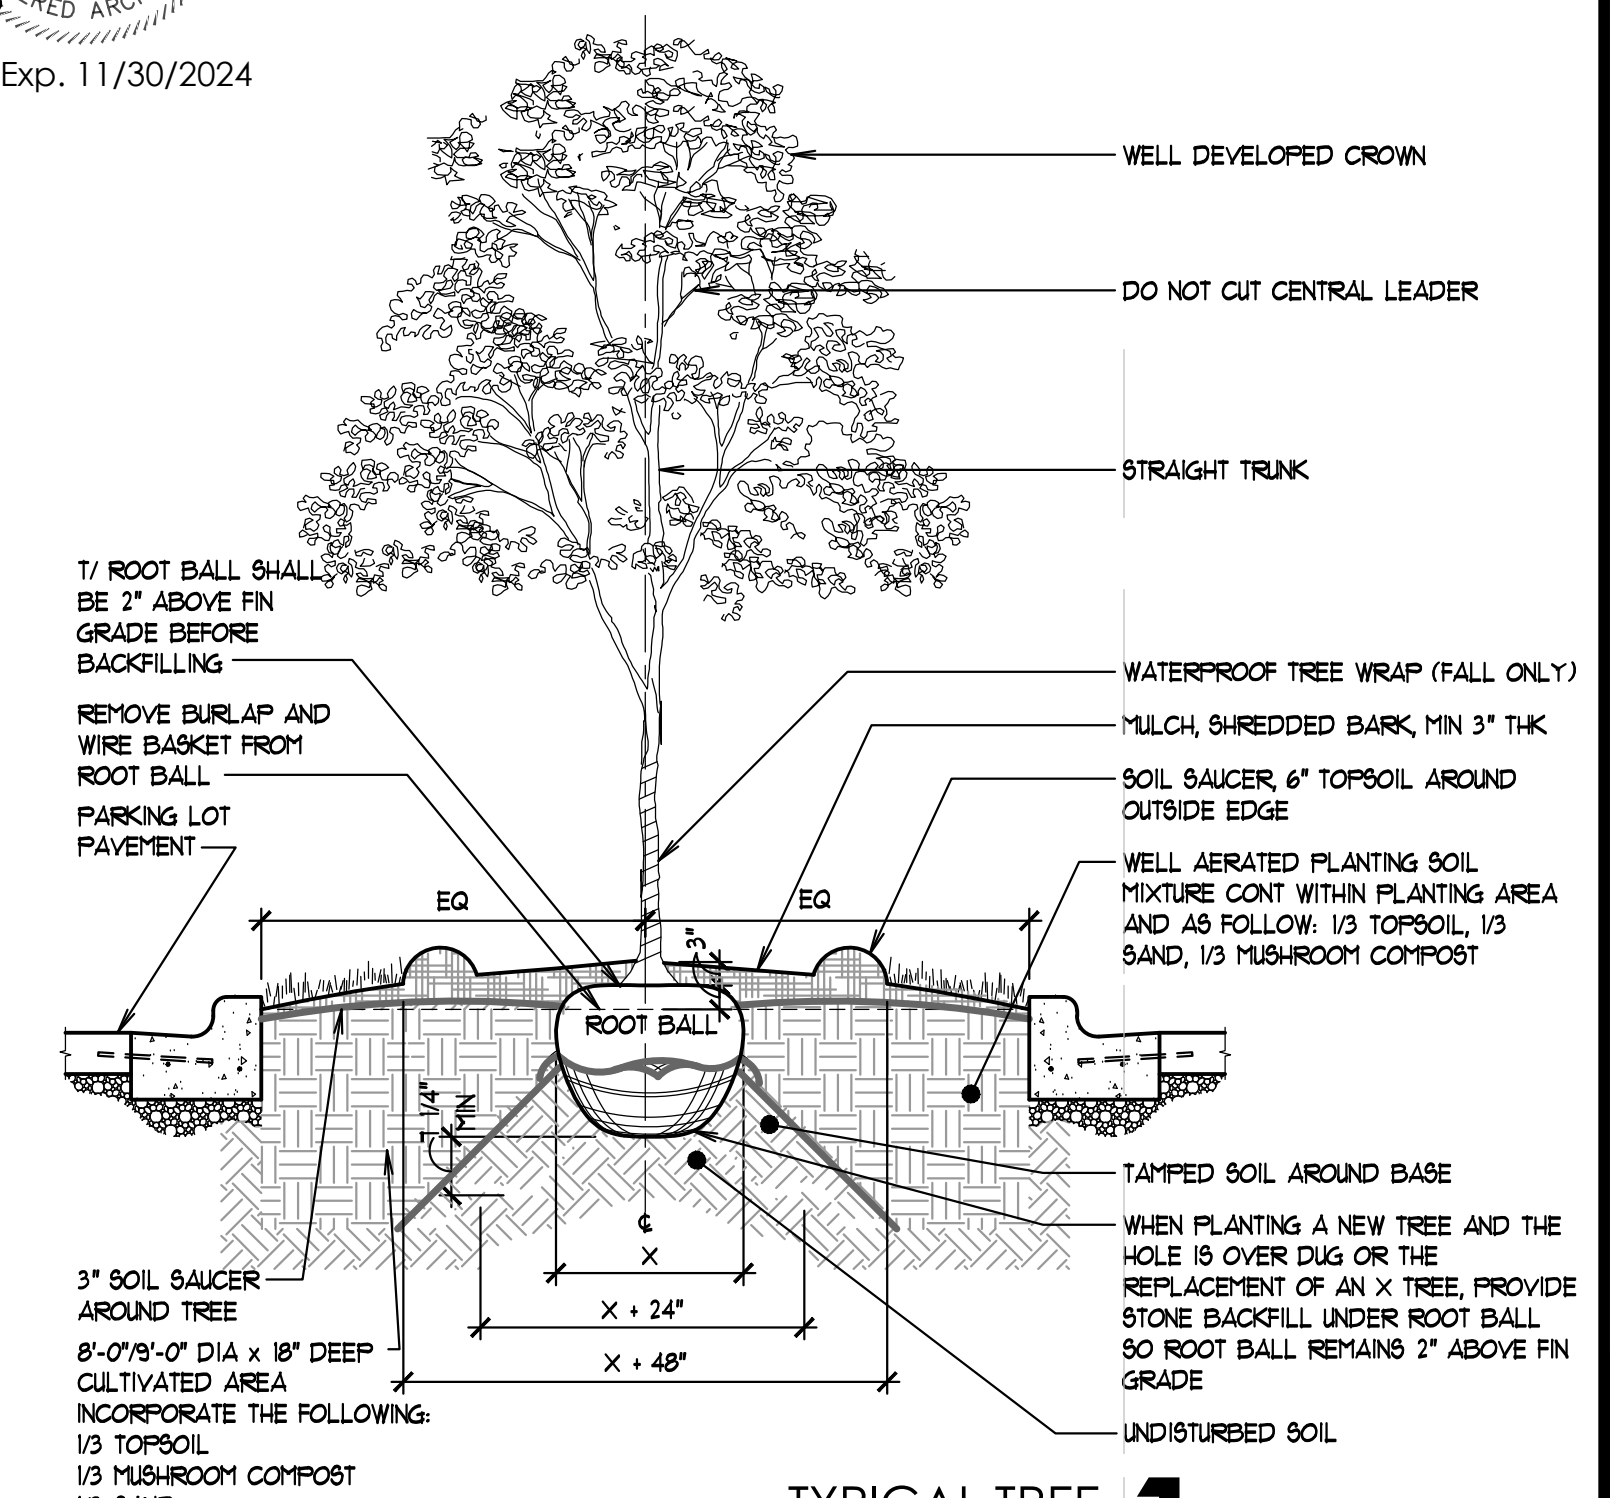 ERED ARCH
Exp. 11/30/2024
WELL DEVELOPED CROWN
DO NOT CUT CENTRAL LEADER
STRAIGHT TRUNK
T/ ROOT BALL SHALL
BE 2" ABOVE FIN
GRADE BEFORE
BACKFILLING
REMOVE BURLAP AND
WIRE BASKET FROM
ROOT BALL
PARKING LOT
PAVEMENT
WATERPROOF TREE WRAP (FALL ONLY)
MULCH, SHREDDED BARK, MIN 3" THK
SOIL SAUCER, 6" TOPSOIL AROUND
OUTSIDE EDGE
WELL AERATED PLANTING SOIL
MIXTURE CONT WITHIN PLANTING AREA
AND AS FOLLOW: 1/3 TOPSOIL, 1/3
SAND, 1/3 MUSHROOM COMPOST
EQ
EQ
3"
ROOT BALL
1 1/4"
MIN
℄
X
X + 24"
X + 48"
3" SOIL SAUCER
AROUND TREE
8'-0"/9'-0" DIA x 18" DEEP
CULTIVATED AREA
INCORPORATE THE FOLLOWING:
1/3 TOPSOIL
1/3 MUSHROOM COMPOST
1/3 SAND
TAMPED SOIL AROUND BASE
WHEN PLANTING A NEW TREE AND THE
HOLE IS OVER DUG OR THE
REPLACEMENT OF AN X TREE, PROVIDE
STONE BACKFILL UNDER ROOT BALL
SO ROOT BALL REMAINS 2" ABOVE FIN
GRADE
UNDISTURBED SOIL
TYPICAL TREE